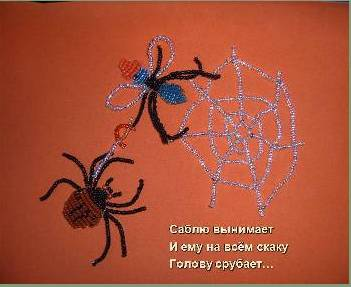 Саблю вынимает
И ему на всём скаку
Голову срубает...